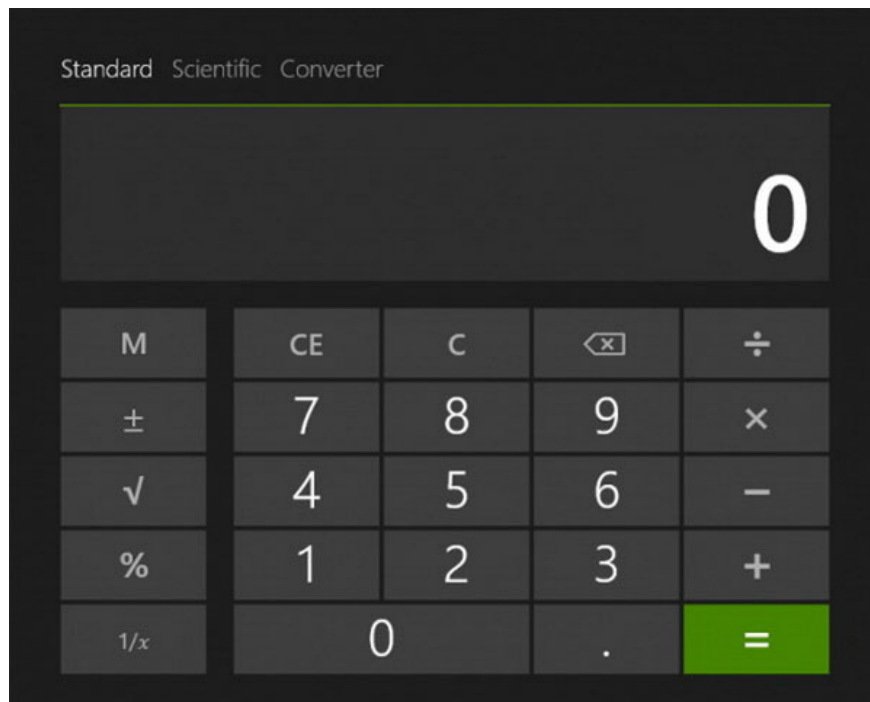 Standard Scientific Converter
0
M CE C ÷
± 7 8 9 ×
√ 4 5 6 −
% 1 2 3 +
1/x 0 . =